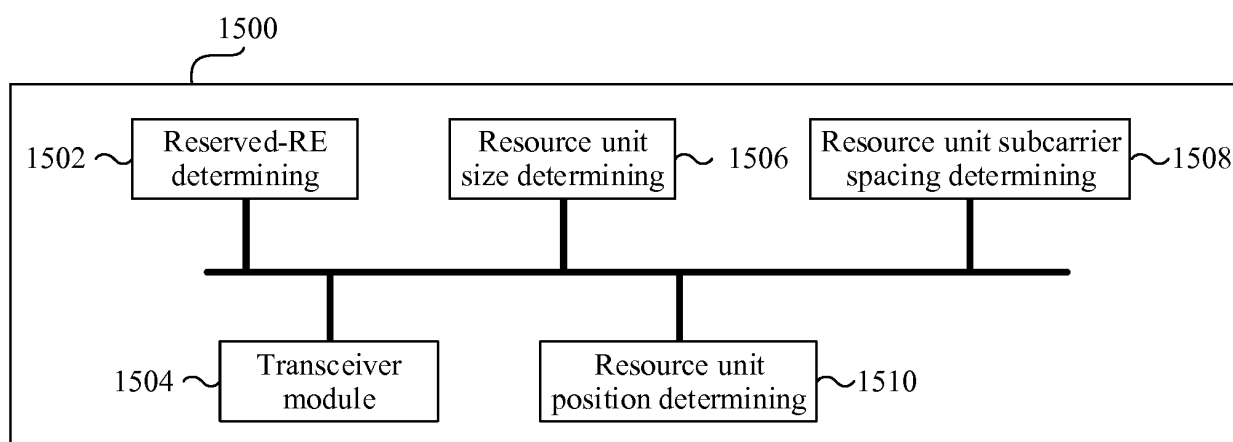 1500
1502
Reserved-RE
determining
Resource unit
size determining
1506
Resource unit subcarrier
spacing determining
1508
1504
Transceiver
module
Resource unit
position determining
1510